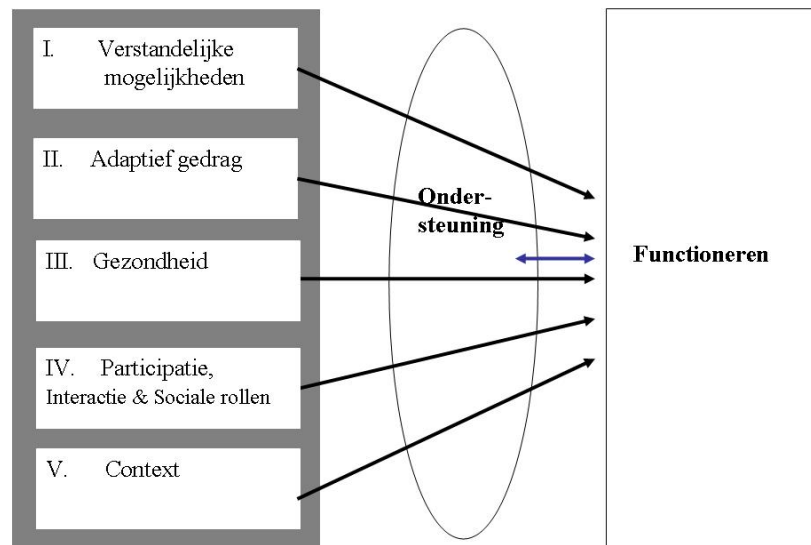 I. Verstandelijke
mogelijkheden
II. Adaptief gedrag
III. Gezondheid
IV. Participatie,
Interactie & Sociale rollen
V. Context
Onder-
steuning
Functioneren